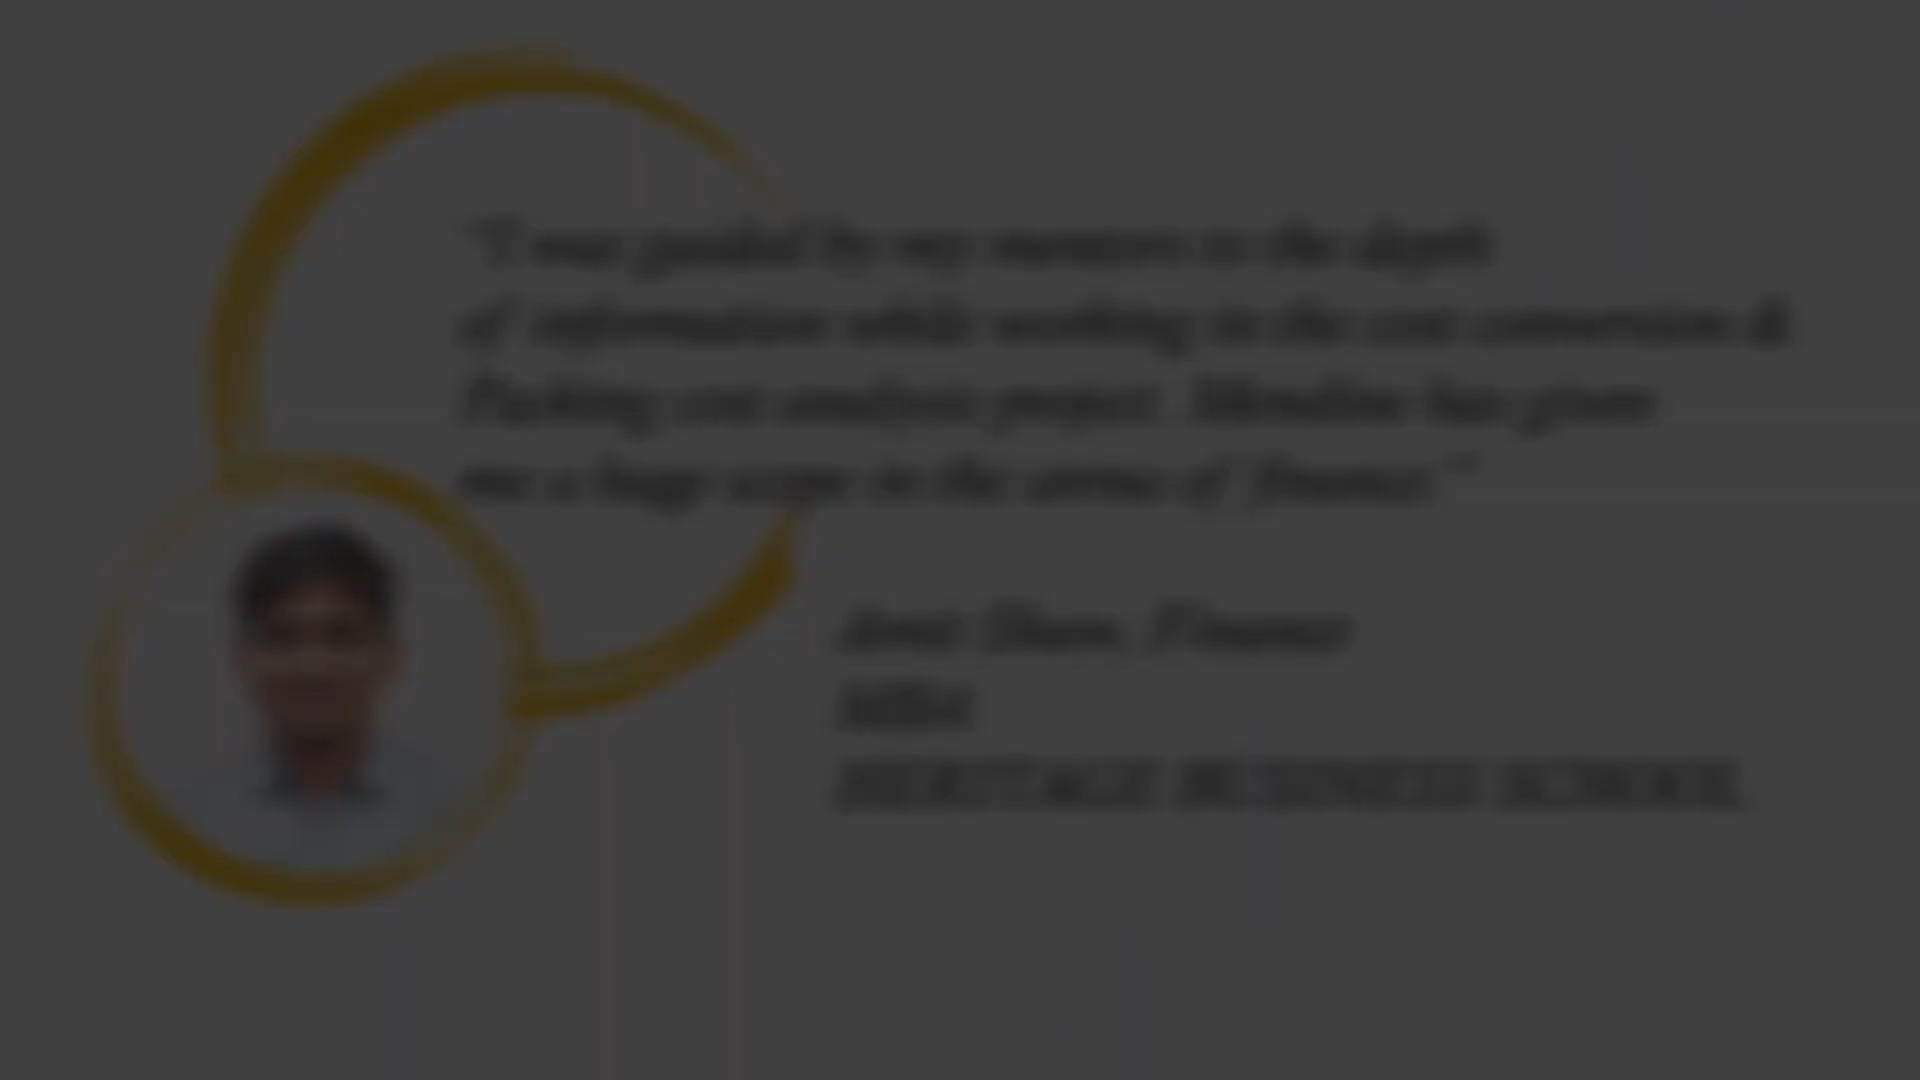 "I was guided by my mentors to the depth
of information while working in the cost conversion &
Packing cost analysis project. has given
me a huge scope in the arena of finance."
Shaw, Finance
MBA
HERITAGE BUSINESS SCHOOL